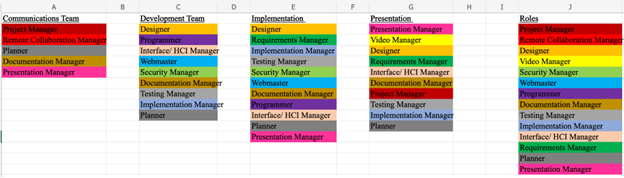 A B C D E F G H I J
Communications Team Development Team Implementation Presentation Roles
Project Manager Designer Designer Presentation Manager Project Manager
Remote Collaboration Manager Programmer Requirements Manager Video Manager Remote Collaboration Manager
Planner Interface/ HCI Manager Implementation Manager Designer Designer
Documentation Manager Webmaster Testing Manager Requirements Manager Video Manager
Presentation Manager Security Manager Security Manager Interface/ HCI Manager Security Manager
Documentation Manager Webmaster Documentation Manager Webmaster
Testing Manager Documentation Manager Project Manager Programmer
Implementation Manager Programmer Testing Manager Documentation Manager
Planner Interface/ HCI Manager Implementation Manager Testing Manager
Planner Planner Implementation Manager
Presentation Manager Interface/ HCI Manager
Requirements Manager
Planner
Presentation Manager